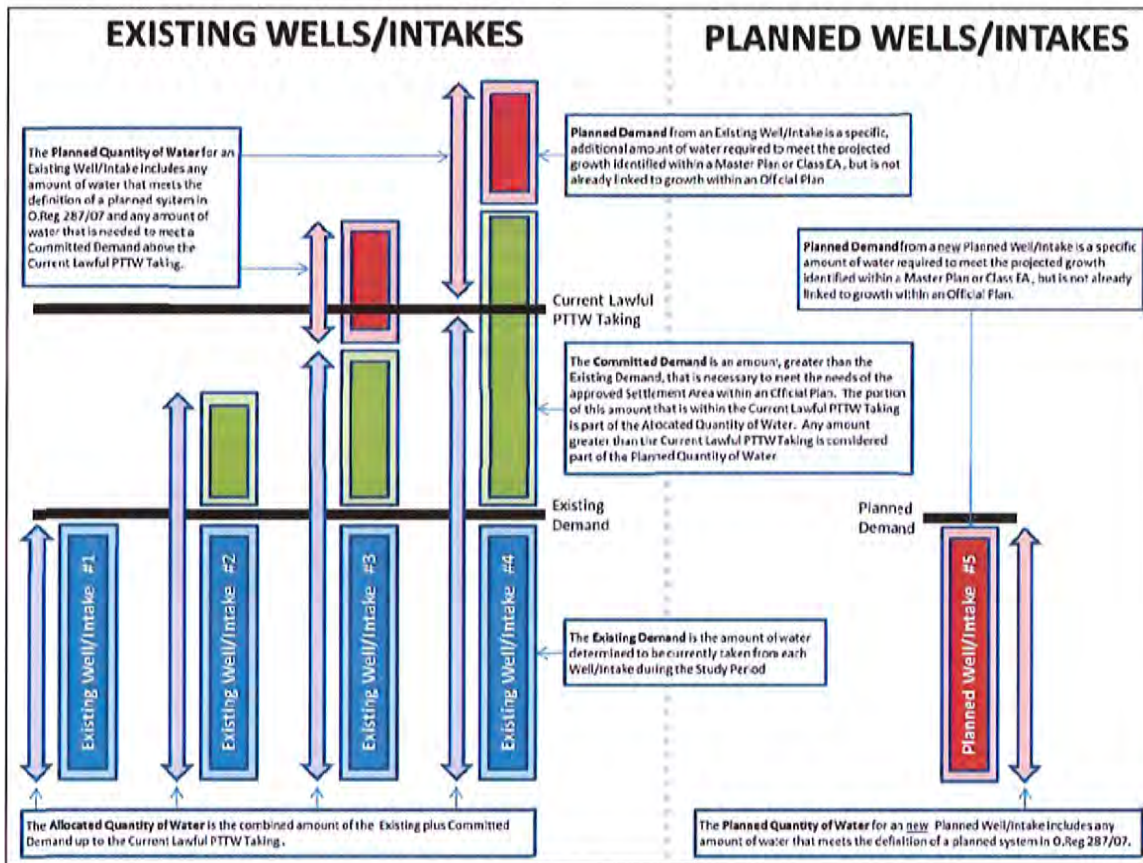 EXISTING WELLS/INTAKES
PLANNED WELLS/INTAKES
The Planned Quantity of Water for an
Existing Well/Intake includes any
amount of water that meets the
definition of a planned system in
O.Reg 287/07 and any amount of
water that is needed to meet a
Committed Demand above the
Current Lawful PTTW Taking.
Planned Demand from an Existing Well/Intake is a specific,
additional amount of water required to meet the projected
growth identified within a Master Plan or Class EA, but is not
already linked to growth within an Official Plan
Planned Demand from a new Planned Well/Intake is a specific
amount of water required to meet the projected growth
identified within a Master Plan or Class EA, but is not already
linked to growth within an Official Plan.
Current Lawful
PTTW Taking
The Committed Demand is an amount, greater than the
Existing Demand, that is necessary to meet the needs of the
approved Settlement Area within an Official Plan. The portion
of this amount that is within the Current Lawful PTTW Taking
is part of the Allocated Quantity of Water. Any amount
greater than the Current Lawful PTTW Taking is considered
part of the Planned Quantity of Water
Existing
Demand
Planned
Demand
Existing Well/Intake #1
Existing Well/Intake #2
Existing Well/Intake #3
Existing Well/Intake #4
Planned Well/Intake #5
The Existing Demand is the amount of water
determined to be currently taken from each
Well/Intake during the Study Period
The Allocated Quantity of Water is the combined amount of the Existing plus Committed
Demand up to the Current Lawful PTTW Taking.
The Planned Quantity of Water for an new Planned Well/Intake includes any
amount of water that meets the definition of a planned system in O.Reg 287/07.